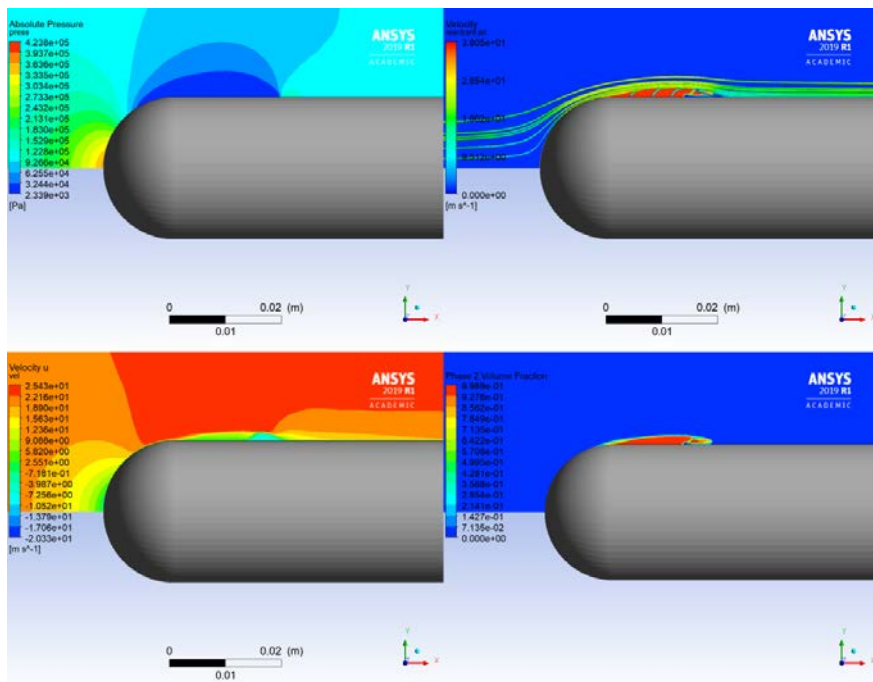 Absolute Pressure
press
4.238e+05
3.937e+05
3.636e+05
3.335e+05
3.034e+05
2.733e+05
2.432e+05
2.131e+05
1.830e+05
1.529e+05
1.228e+05
9.266e+04
6.255e+04
3.244e+04
2.339e+03
[Pa]
ANSYS
2019 R1
ACADEMIC
0 0.02 (m)
0.01
Y
X
Velocity
3.805e+01
2.854e+01
0.000e+00
[m s^-1]
ANSYS
2019 R1
ACADEMIC
0 0.02 (m)
0.01
Y
X
Velocity u
vel
2.543e+01
2.216e+01
1.890e+01
1.563e+01
1.236e+01
9.088e+00
5.820e+00
2.551e+00
-7.181e-01
-3.987e+00
-7.256e+00
-1.052e+01
-1.379e+01
-1.706e+01
-2.033e+01
[m s^-1]
ANSYS
2019 R1
ACADEMIC
0 0.02 (m)
0.01
Y
X
Phase 2 Volume Fraction
9.276e-01
8.562e-01
7.849e-01
7.135e-01
6.422e-01
5.708e-01
4.995e-01
4.281e-01
3.568e-01
2.854e-01
2.141e-01
1.427e-01
7.135e-02
0.000e+00
ANSYS
2019 R1
ACADEMIC
0 0.02 (m)
0.01
Y
X